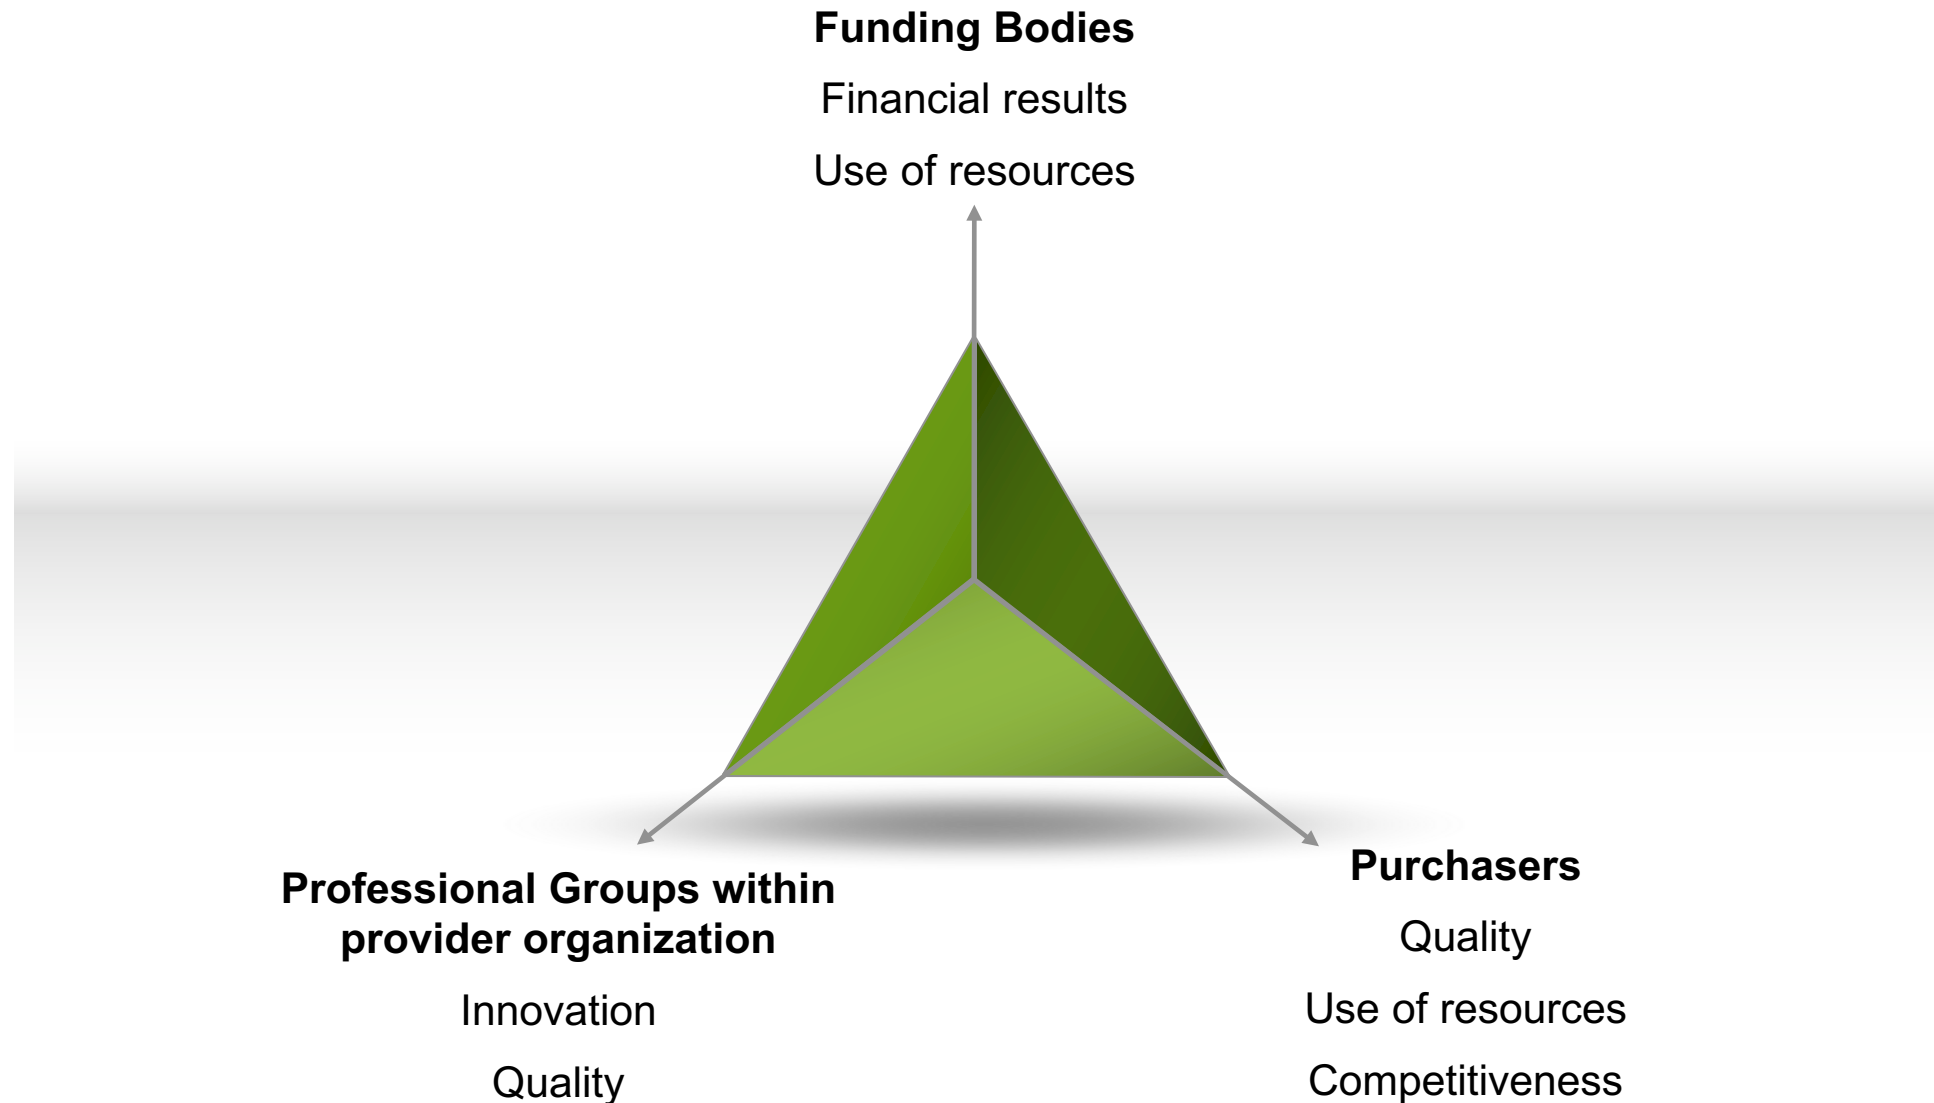 Funding Bodies
Financial results
Use of resources
Professional Groups within
provider organization
Innovation
Quality
Purchasers
Quality
Use of resources
Competitiveness